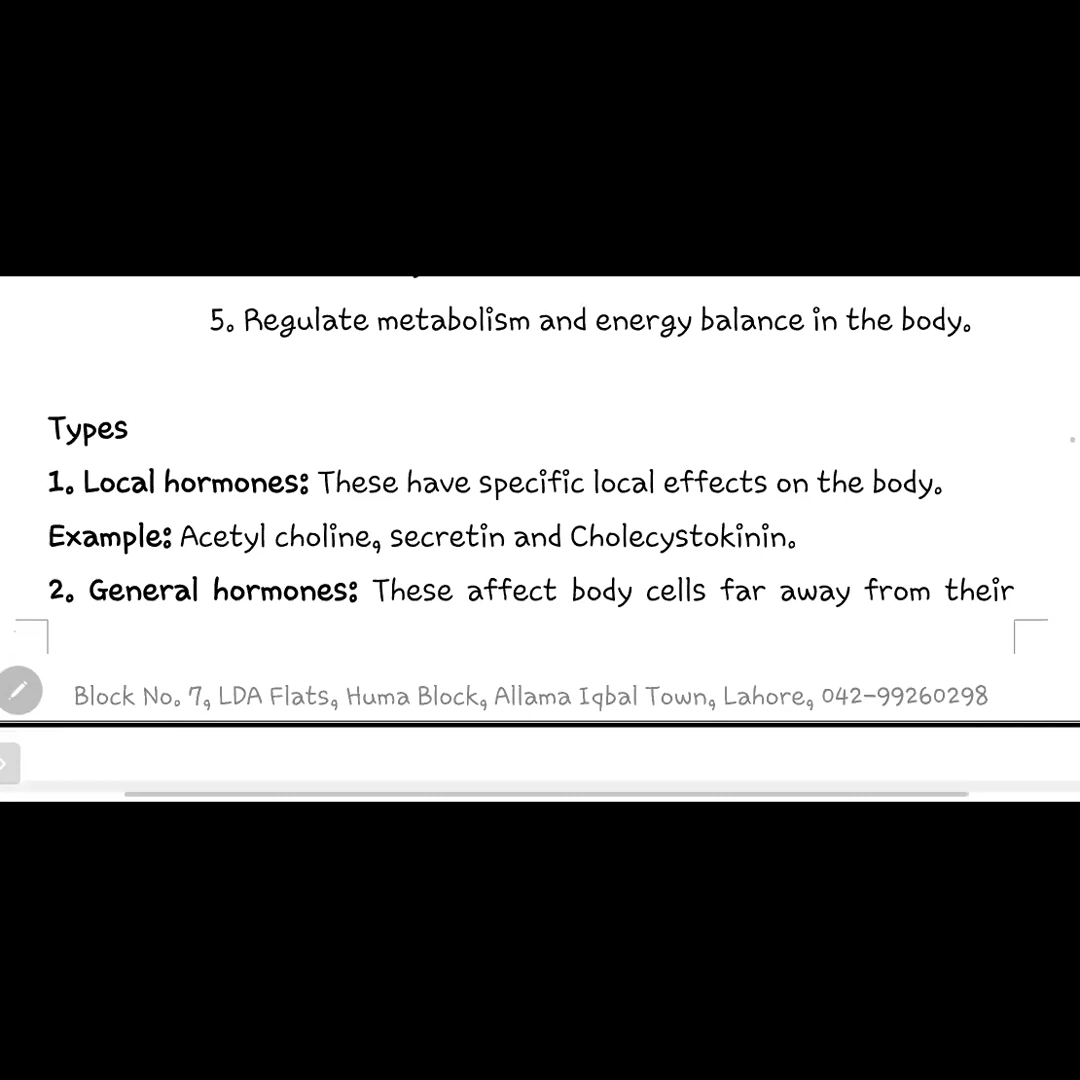 5. Regulate metabolism and energy balance in the body.
Types
1. Local hormones: These have specific local effects on the body.
Example: Acetyl choline, secretin and Cholecystokinin.
2. General hormones: These affect body cells far away from their
Block No. 7, LDA Flats, Huma Block, Allama Iqbal Town, Lahore, 042-99260298